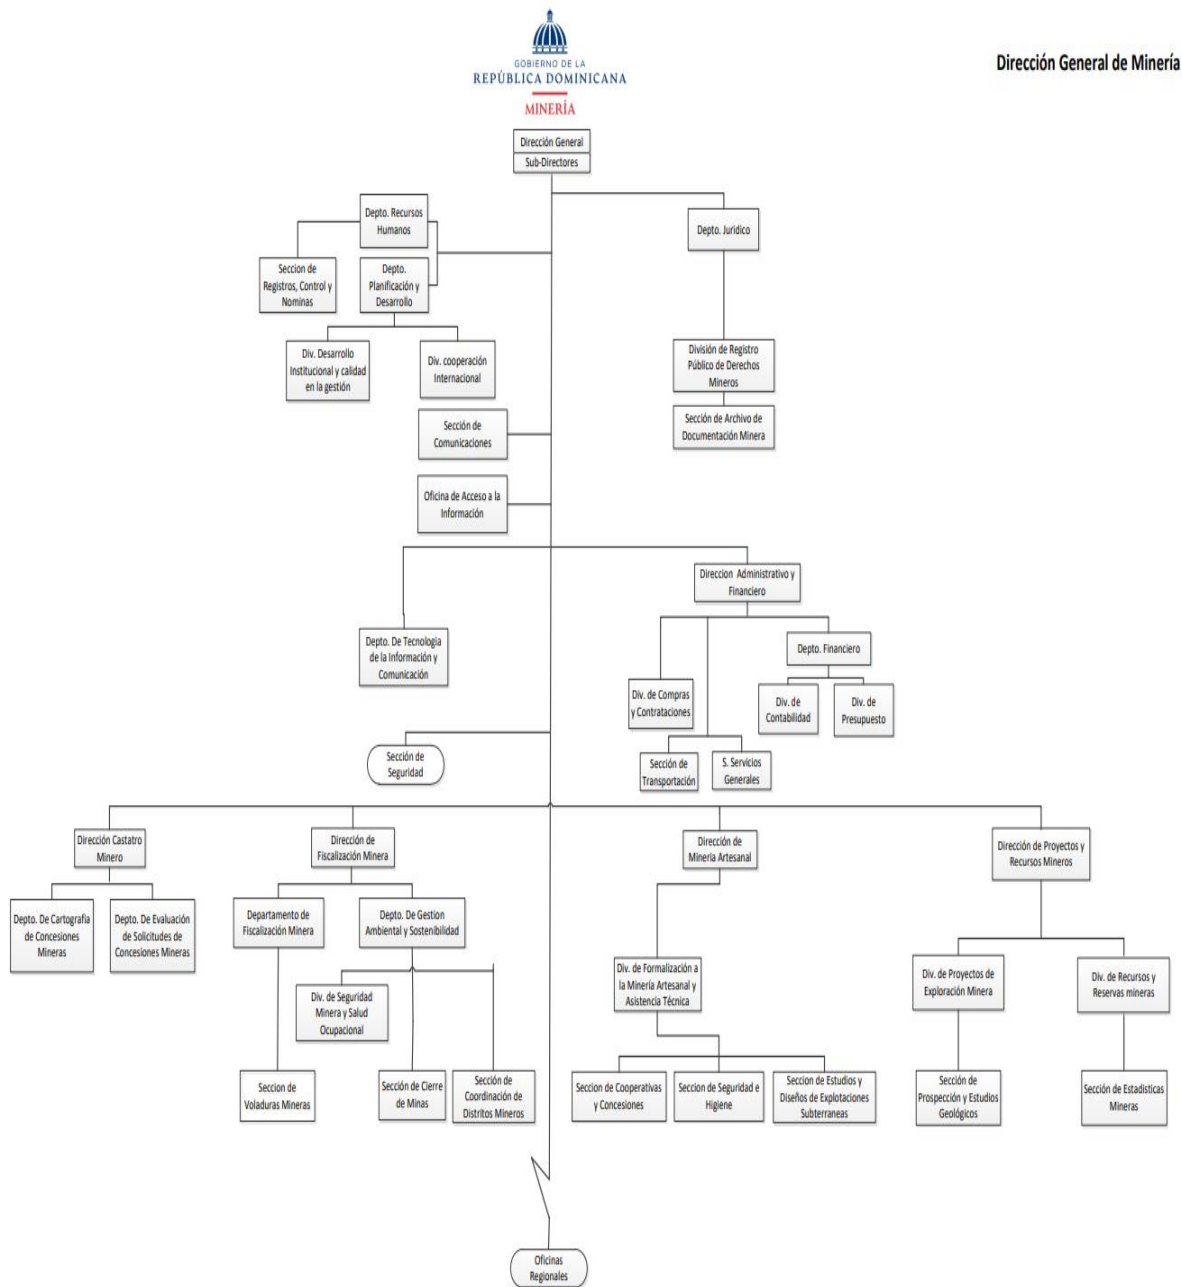 GOBIERNO DE LA
REPÚBLICA DOMINICANA
MINERÍA
Dirección General de Minería
Dirección General
Sub-Directores
Depto. Recursos
Humanos
Depto. Jurídico
Seccion de
Registros, Control y
Nominas
Depto.
Planificación y
Desarrollo
Div. Desarrollo
Institucional y calidad
en la gestión
Div. cooperación
Internacional
División de Registro
Público de Derechos
Mineros
Sección de Archivo de
Documentación Minera
Sección de
Comunicaciones
Oficina de Acceso a la
Información
Direccion Administrativo y
Financiero
Depto. De Tecnologia
de la Información y
Comunicación
Depto. Financiero
Div. de Compras
y Contrataciones
Div. de
Contabilidad
Div. de
Presupuesto
Sección de
Seguridad
Sección de
Transportación
S. Servicios
Generales
Dirección Castatro
Minero
Dirección de
Fiscalización Minera
Dirección de
Mineria Artesanal
Dirección de Proyectos y
Recursos Mineros
Depto. De Cartografia
de Concesiones
Mineras
Depto. De Evaluación
de Solicitudes de
Concesiones Mineras
Departamento de
Fiscalización Minera
Depto. De Gestion
Ambiental y Sostenibilidad
Div. de Seguridad
Minera y Salud
Ocupacional
Div. de Formalización a
la Minería Artesanal y
Asistencia Técnica
Div. de Proyectos de
Exploración Minera
Div. de Recursos y
Reservas mineras
Seccion de
Voladuras Mineras
Sección de Cierre
de Minas
Sección de
Coordinación de
Distritos Mineros
Seccion de Cooperativas
y Concesiones
Seccion de Seguridad e
Higiene
Seccion de Estudios y
Diseños de Explotaciones
Subterraneas
Sección de
Prospección y Estudios
Geológicos
Sección de Estadisticas
Mineras
Oficinas
Regionales